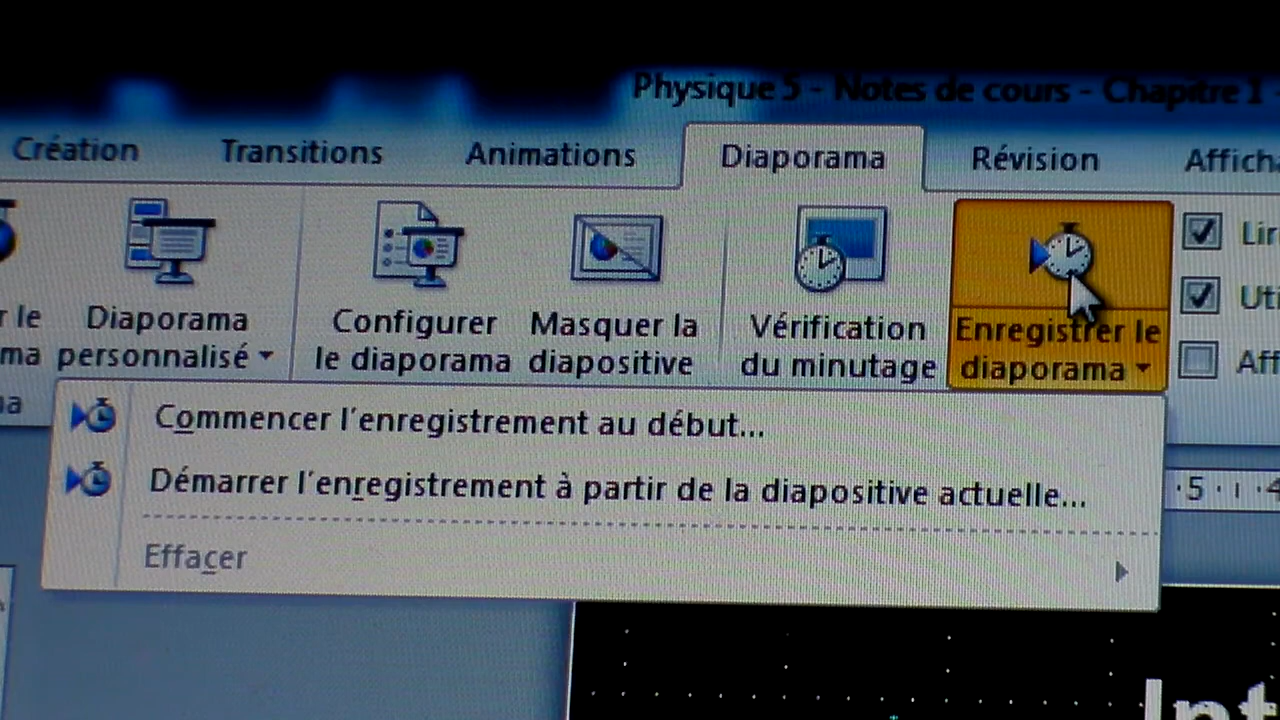 Physique 5 - Notes de cours - Chapitre 1
Création Transitions Animations Diaporama Révision
Diaporama
personnalisé
Configurer
le diaporama
Masquer la
diapositive
Vérification
du minutage
Enregistrer le
diaporama
Commencer l'enregistrement au début...
Démarrer l'enregistrement à partir de la diapositive actuelle...
Effacer
5